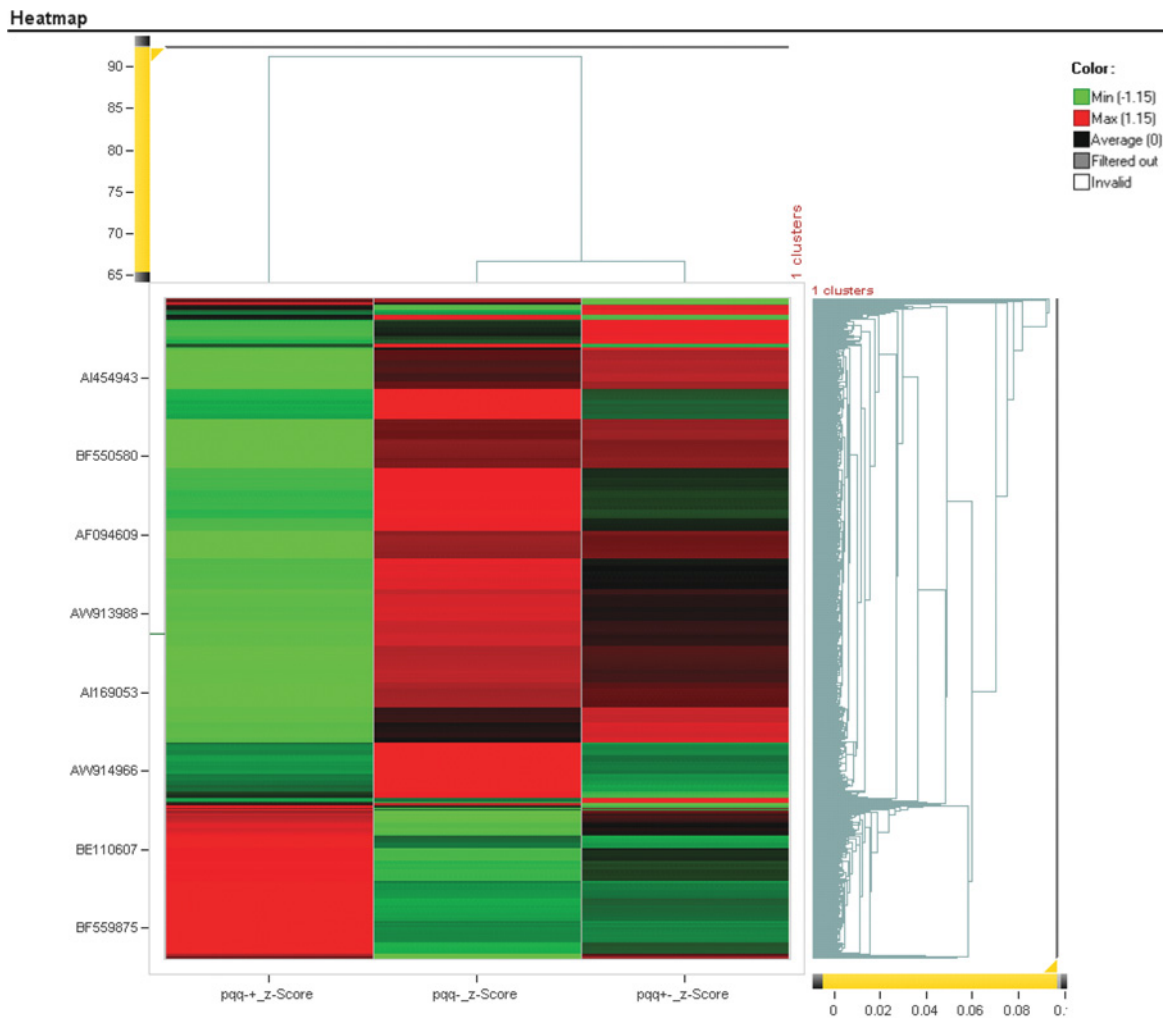 Heatmap
90
85
80
75
70
65
Color:
Min (-1.15)
Max (1.15)
Average (0)
Filtered out
Invalid
1 clusters
1 clusters
AI454943
BF550580
AF094609
AW913988
AI169053
AW914966
BE110607
BF559875
pqq-+_z-Score
pqq-_z-Score
pqq+-_z-Score
0
0.02
0.04
0.06
0.08
0.